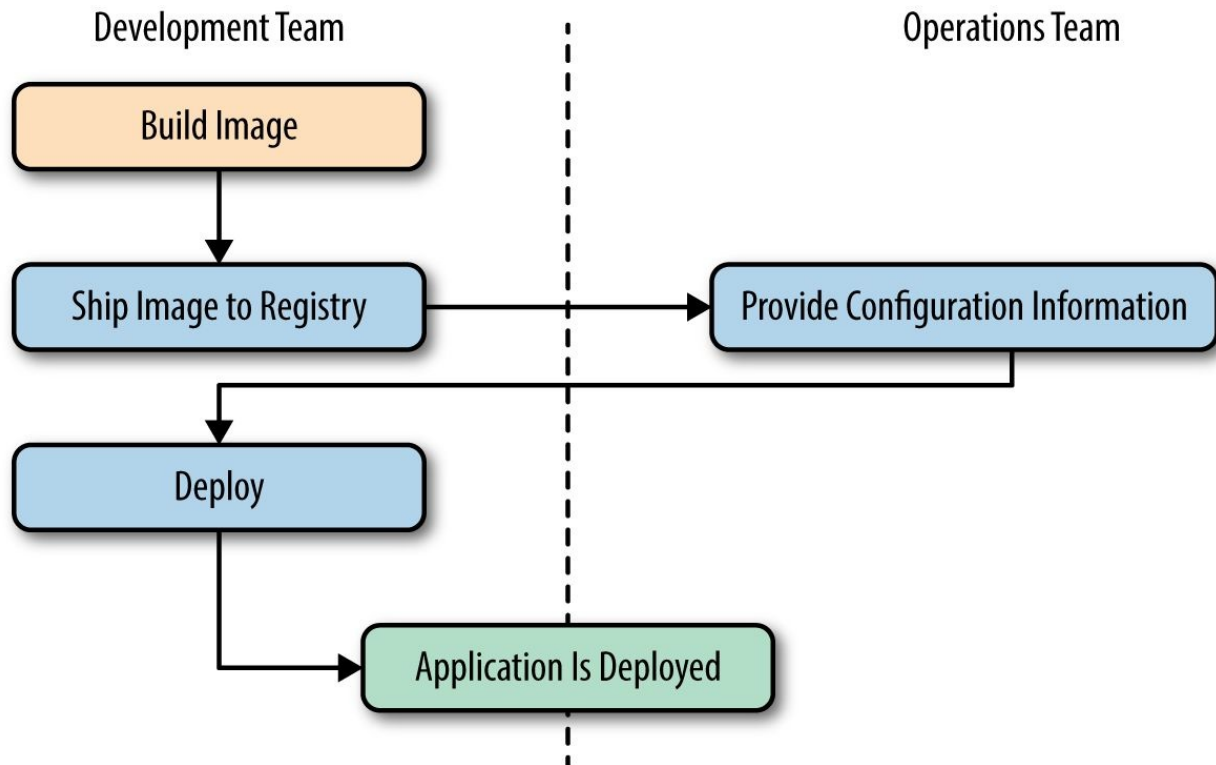 Development Team
Operations Team
Build Image
Ship Image to Registry
Provide Configuration Information
Deploy
Application Is Deployed